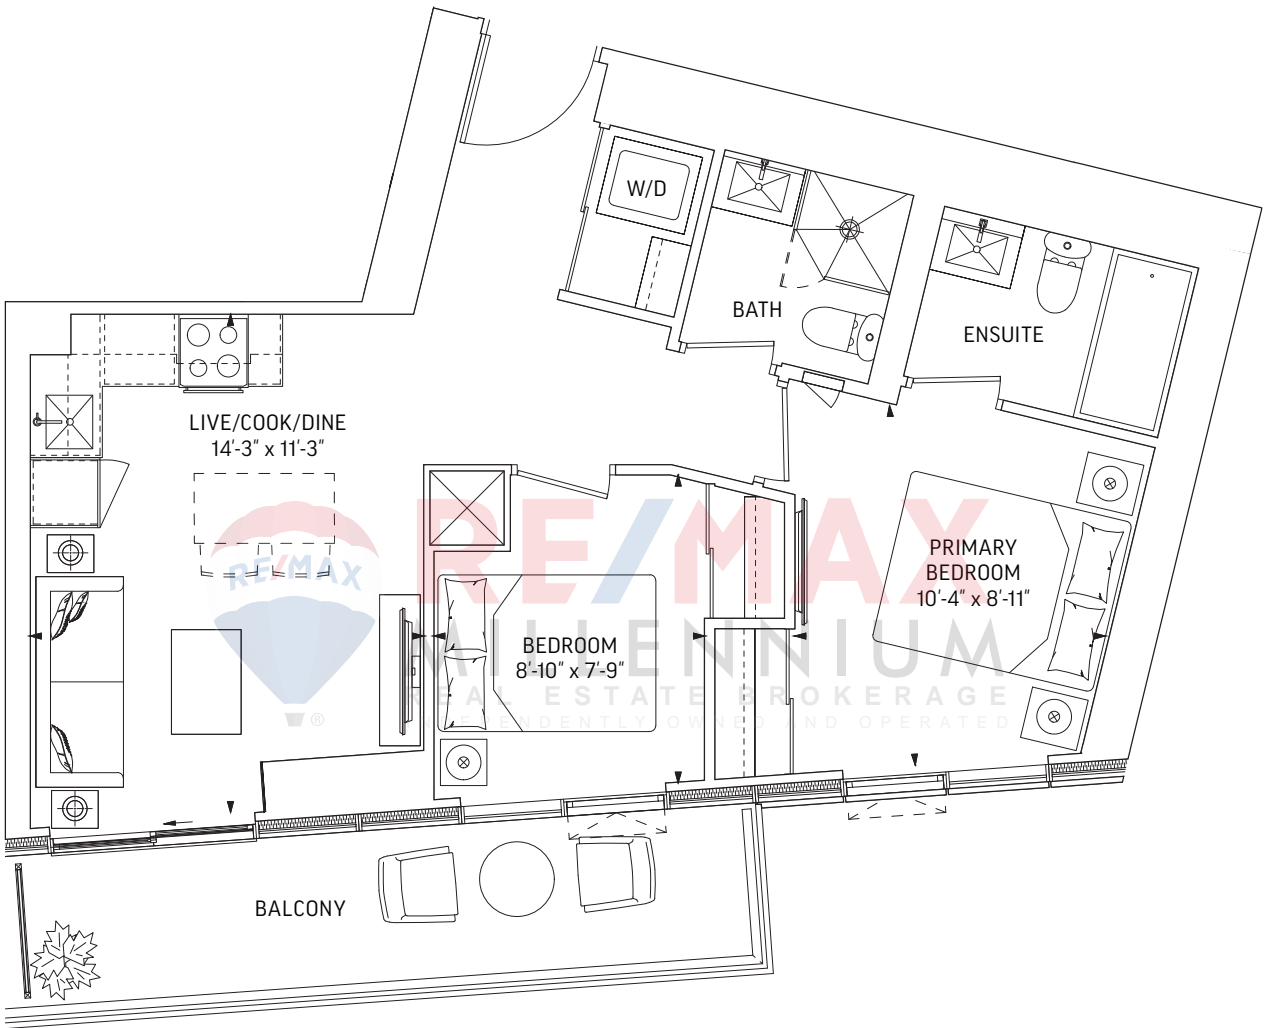 W/D
BATH
ENSUITE
LIVE/COOK/DINE
14'-3" x 11'-3"
PRIMARY
BEDROOM
10'-4" x 8'-11"
BEDROOM
8'-10" x 7'-9"
BALCONY
RE/MAX
®
RE/MAX
MILLENNIUM
REAL ESTATE BROKERAGE
INDEPENDENTLY OWNED AND OPERATED